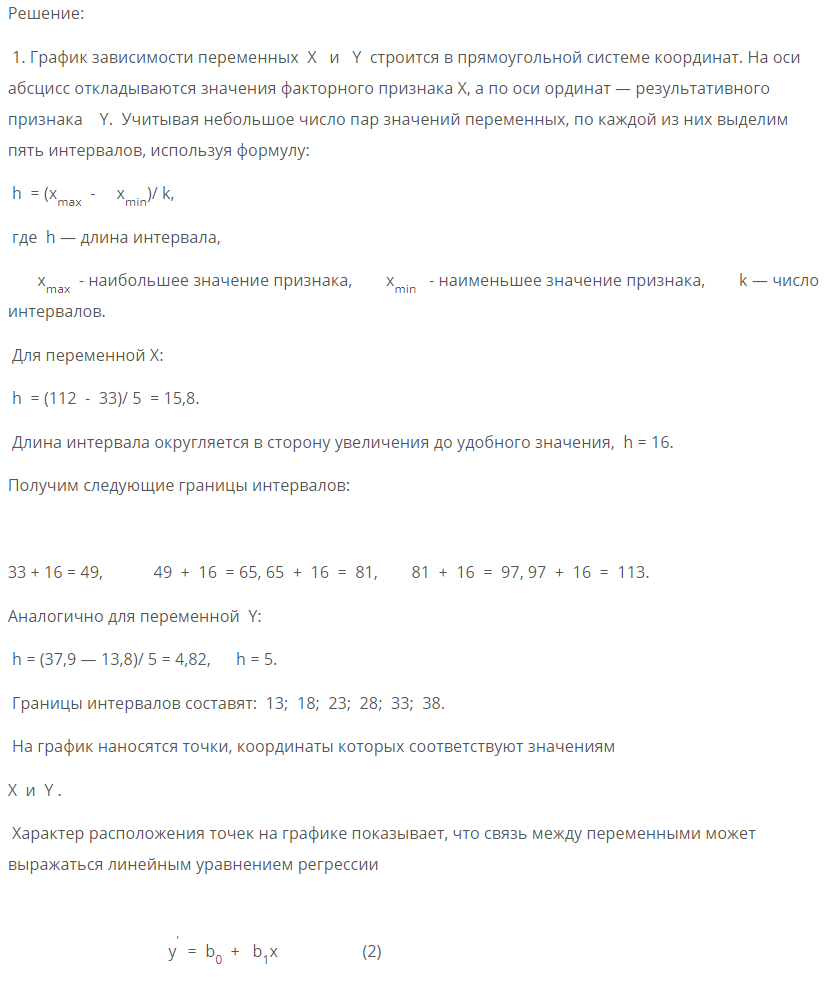 Решение:
1. График зависимости переменных X и Y строится в прямоугольной системе координат. На оси
абсцисс откладываются значения факторного признака X, а по оси ординат — результативного
признака Y. Учитывая небольшое число пар значений переменных, по каждой из них выделим
пять интервалов, используя формулу:
h = (xmax - xmin)/ k,
где h — длина интервала,
xmax - наибольшее значение признака, xmin - наименьшее значение признака, k — число
интервалов.
Для переменной X:
h = (112 - 33)/ 5 = 15,8.
Длина интервала округляется в сторону увеличения до удобного значения, h = 16.
Получим следующие границы интервалов:
33 + 16 = 49, 49 + 16 = 65, 65 + 16 = 81, 81 + 16 = 97, 97 + 16 = 113.
Аналогично для переменной Y:
h = (37,9 — 13,8)/ 5 = 4,82, h = 5.
Границы интервалов составят: 13; 18; 23; 28; 33; 38.
На график наносятся точки, координаты которых соответствуют значениям
X и Y .
Характер расположения точек на графике показывает, что связь между переменными может
выражаться линейным уравнением регрессии
y' = b0 + b1x (2)